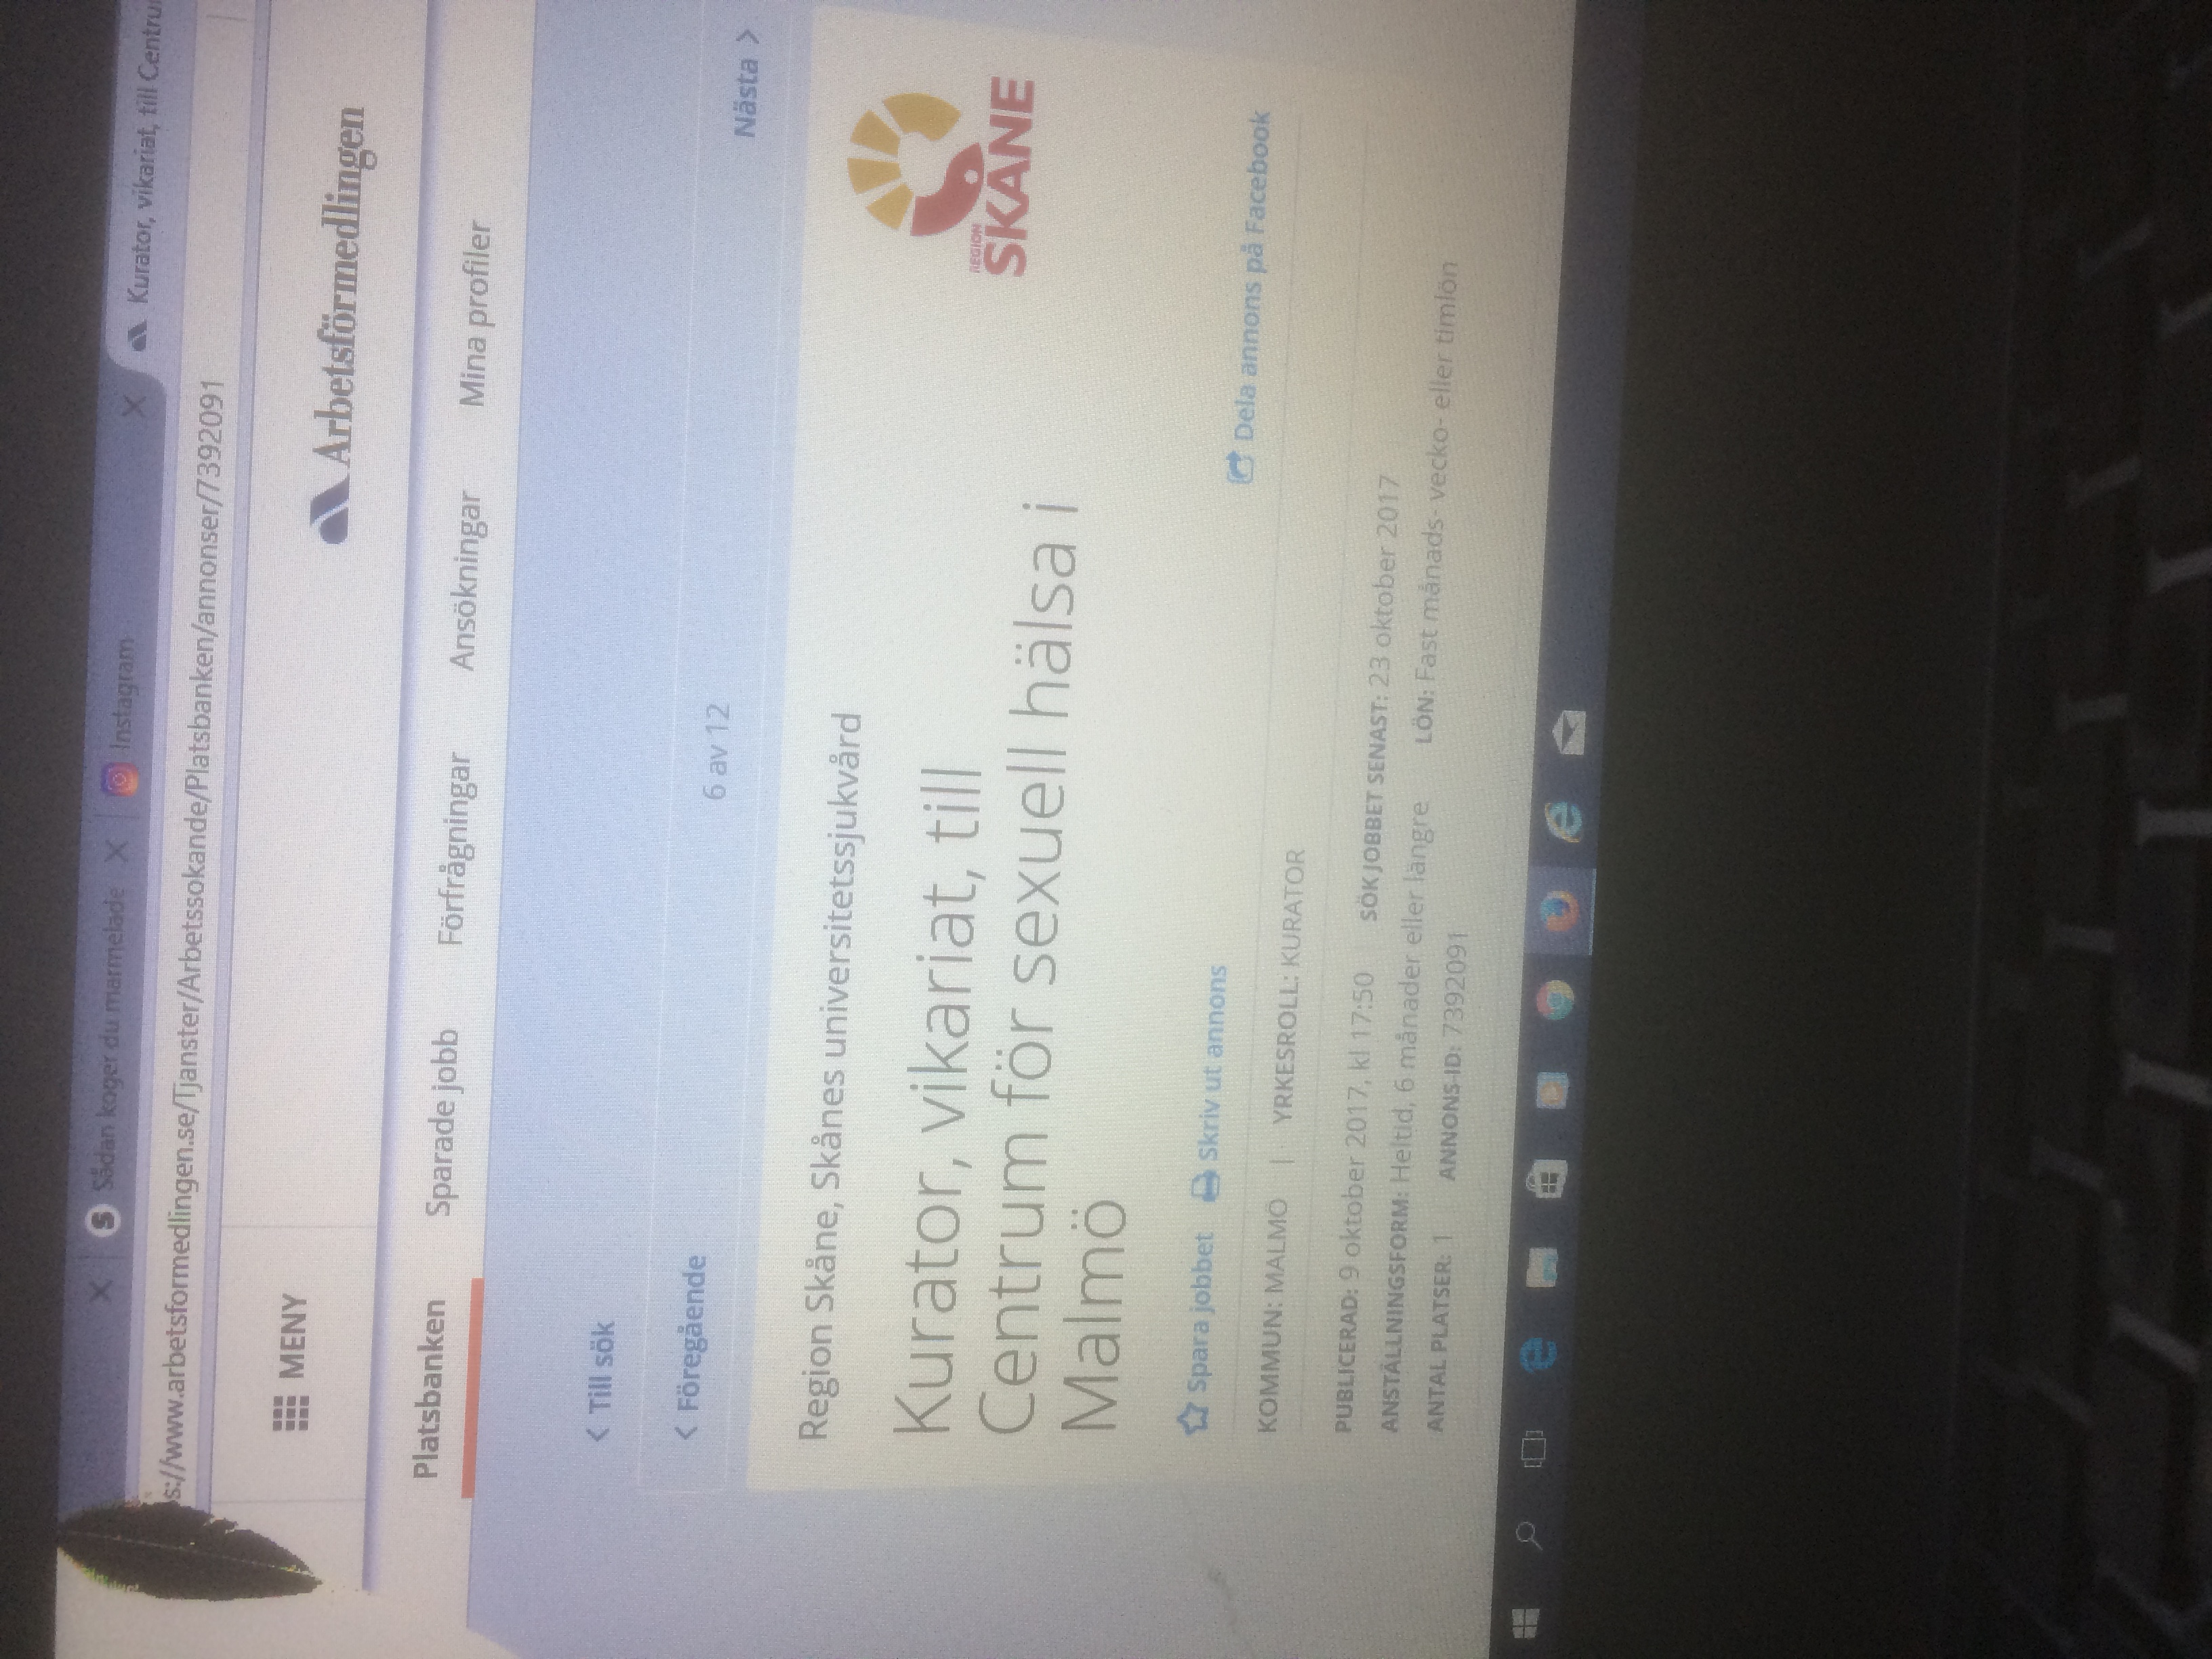 Sådan koger du marmelade
Instagram
Kurator, vikariat, till Centru
s://www.arbetsformedlingen.se/Tjanster/Arbetssokande/Platsbanken/annonser/7392091
MENY
Arbetsförmedlingen
Platsbanken Sparade jobb Förfrågningar Ansökningar Mina profiler
Till sök
Föregående 6 av 12 Nästa
Region Skåne, Skånes universitetssjukvård
Kurator, vikariat, till
Centrum för sexuell hälsa i
Malmö
REGION
SKÅNE
Spara jobbet Skriv ut annons Dela annons på Facebook
KOMMUN: MALMÖ | YRKESROLL: KURATOR
PUBLICERAD: 9 oktober 2017, kl 17:50 SÖK JOBBET SENAST: 23 oktober 2017
ANSTÄLLNINGSFORM: Heltid, 6 månader eller längre LÖN: Fast månads- vecko- eller timlön
ANTAL PLATSER: 1 ANNONS-ID: 7392091